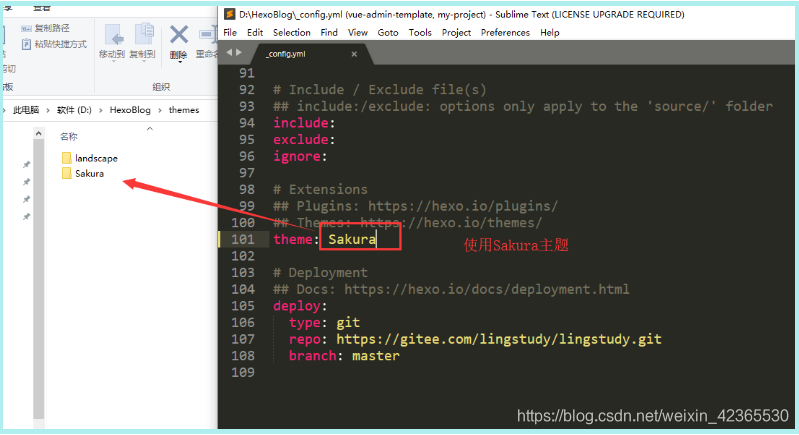 享 查看
复制路径
粘贴快捷方式
剪切
移动到 复制到 删除 重命名
贴板 组织
此电脑 > 软件 (D:) > HexoBlog > themes
名称
landscape
Sakura
D:\HexoBlog\_config.yml (vue-admin-template, my-project) - Sublime Text (LICENSE UPGRADE REQUIRED)
File Edit Selection Find View Goto Tools Project Preferences Help
_config.yml ×
91
92 # Include / Exclude file(s)
93 ## include:/exclude: options only apply to the 'source/' folder
94 include:
95 exclude:
96 ignore:
97
98 # Extensions
99 ## Plugins: https://hexo.io/plugins/
100 ## Themes: https://hexo.io/themes/
101 theme: Sakura
使用Sakura主题
102
103 # Deployment
104 ## Docs: https://hexo.io/docs/deployment.html
105 deploy:
106 type: git
107 repo: https://gitee.com/lingstudy/lingstudy.git
108 branch: master
109
https://blog.csdn.net/weixin_42365530